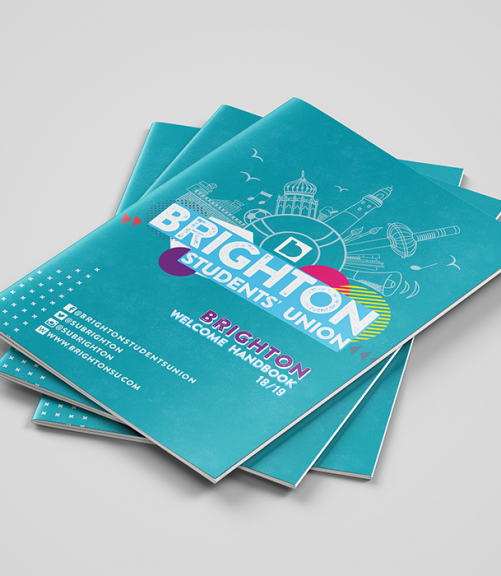 BRIGHTON
STUDENTS' UNION
BRIGHTON
WELCOME HANDBOOK
18/19
@BRIGHTONSTUDENTSUNION
@SUBRIGHTON
@SUBRIGHTON
WWW.BRIGHTONSU.COM